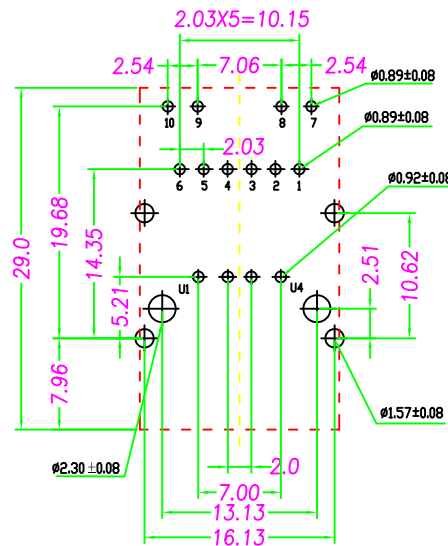 2.03X5=10.15
2.54 7.06 2.54
ø0.89±0.08
10 9 8 7
ø0.89±0.08
2.03
6 5 4 3 2 1
ø0.92±0.08
29.0
19.68
14.35
5.21
7.96
2.51
10.62
U1 U4
ø1.57±0.08
ø2.30±0.08
2.0
7.00
13.13
16.13